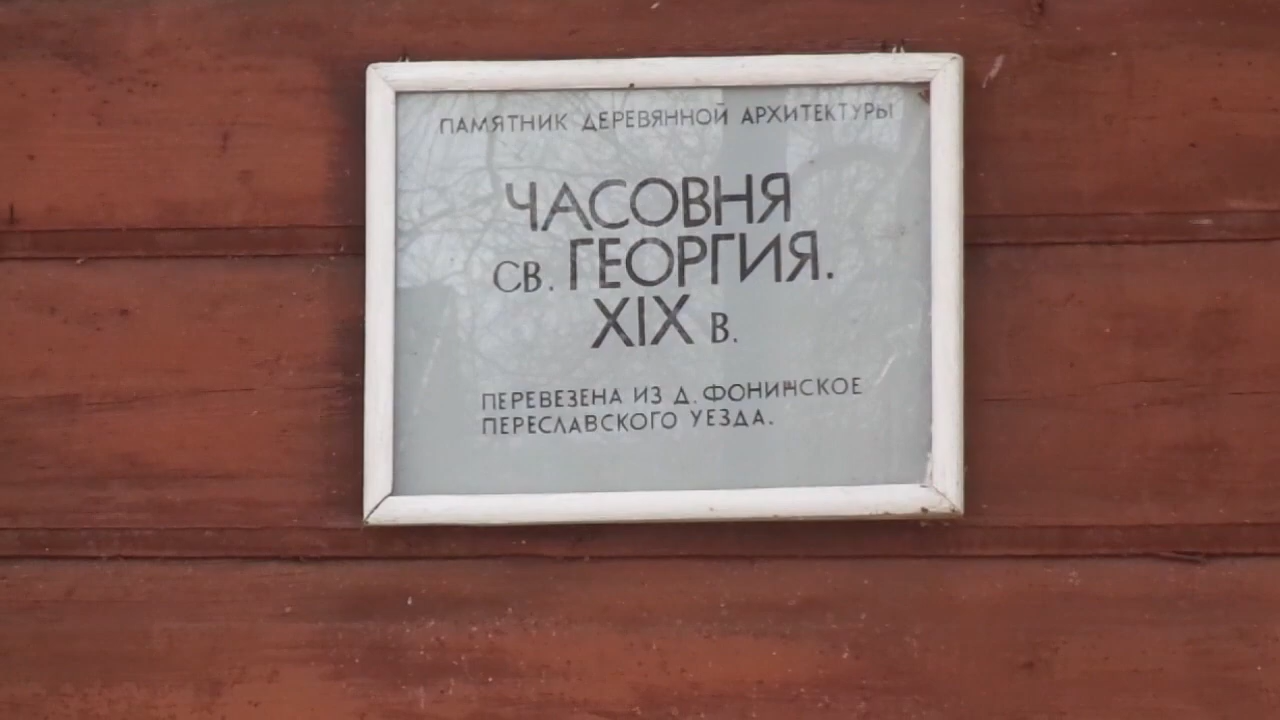 ПАМЯТНИК ДЕРЕВЯННОЙ АРХИТЕКТУРЫ
ЧАСОВНЯ
СВ. ГЕОРГИЯ.
XIX В.
ПЕРЕВЕЗЕНА ИЗ Д. ФОНИНСКОЕ
ПЕРЕСЛАВСКОГО УЕЗДА.